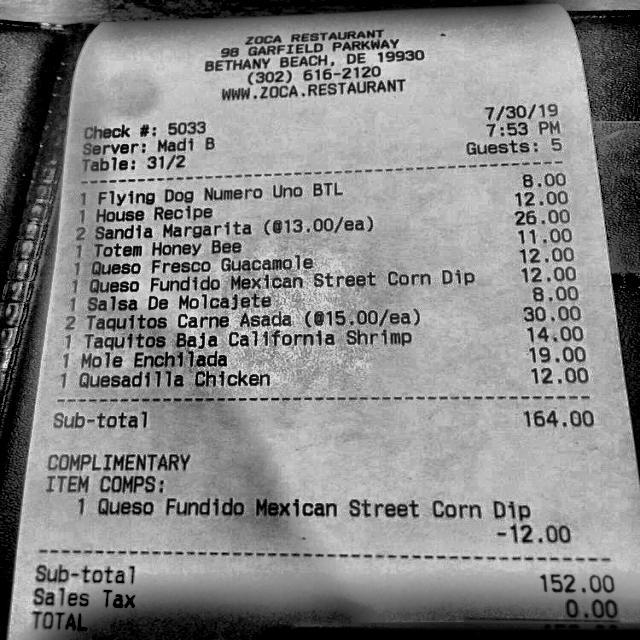 ZOCA RESTAURANT
98 GARFIELD PARKWAY
BETHANY BEACH, DE 19930
(302) 616-2120
WWW.ZOCA.RESTAURANT
Check #: 5033 7/30/19
Server: Madi B 7:53 PM
Table: 31/2 Guests: 5
1 Flying Dog Numero Uno BTL 8.00
1 House Recipe 12.00
2 Sandia Margarita (@13.00/ea) 26.00
1 Totem Honey Bee 11.00
1 Queso Fresco Guacamole 12.00
1 Queso Fundido Mexican Street Corn Dip 12.00
1 Salsa De Molcajete 8.00
2 Taquitos Carne Asada (@15.00/ea) 30.00
1 Taquitos Baja California Shrimp 14.00
1 Mole Enchilada 19.00
1 Quesadilla Chicken 12.00
Sub-total 164.00
COMPLIMENTARY
ITEM COMPS:
1 Queso Fundido Mexican Street Corn Dip
-12.00
Sub-total 152.00
Sales Tax 0.00
TOTAL